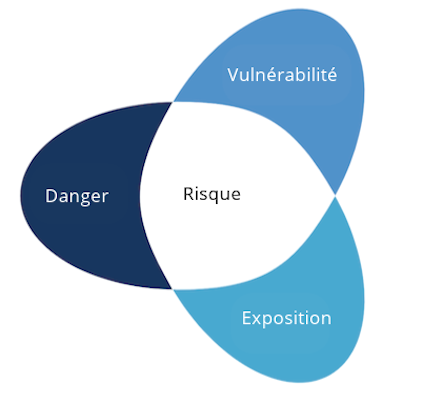 Vulnérabilité
Danger
Risque
Exposition